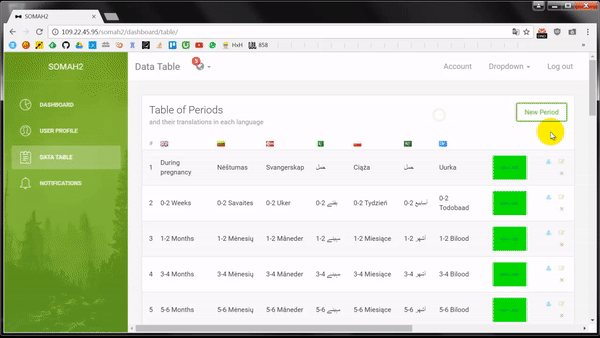 SOMAH2
109.22.45.95/somah2/dashboard/table/
HxH
858
SOMAH2
Data Table
5
Account
Dropdown
Log out
DASHBOARD
USER PROFILE
DATA TABLE
NOTIFICATIONS
Table of Periods
and their translations in each language
New Period
#
1 During pregnancy Nėštumas Svangerskap حمل Ciąża حمل Uurka
2 0-2 Weeks 0-2 Savaites 0-2 Uker 0-2 ہفتے 0-2 Tydzień 0-2 أسابيع 0-2 Todobaad
3 1-2 Months 1-2 Mėnesių 1-2 Måneder 1-2 مہینے 1-2 Miesiące 1-2 أشهر 1-2 Bilood
4 3-4 Months 3-4 Mėnesių 3-4 Måneder 3-4 مہینے 3-4 Miesiące 3-4 أشهر 3-4 Bilood
5 5-6 Months 5-6 Mėnesių 5-6 Måneder 5-6 مہینے 5-6 Miesiące 5-6 أشهر 5-6 Bilood